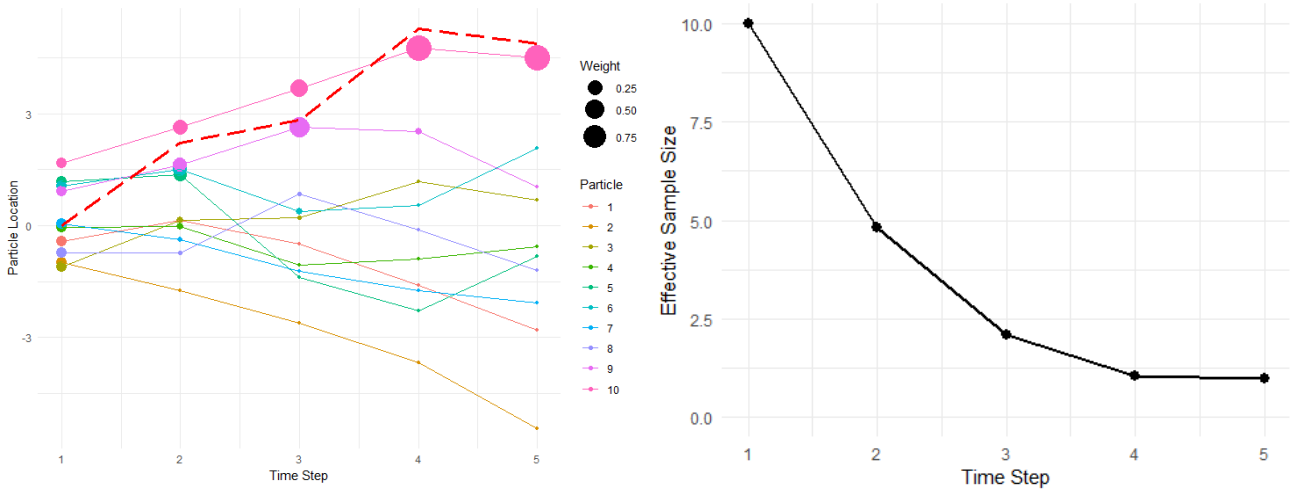 Particle Location
3
0
-3
1 2 3 4 5
Time Step
Weight
0.25
0.50
0.75
Particle
1
2
3
4
5
6
7
8
9
10
Effective Sample Size
10.0
7.5
5.0
2.5
0.0
1 2 3 4 5
Time Step